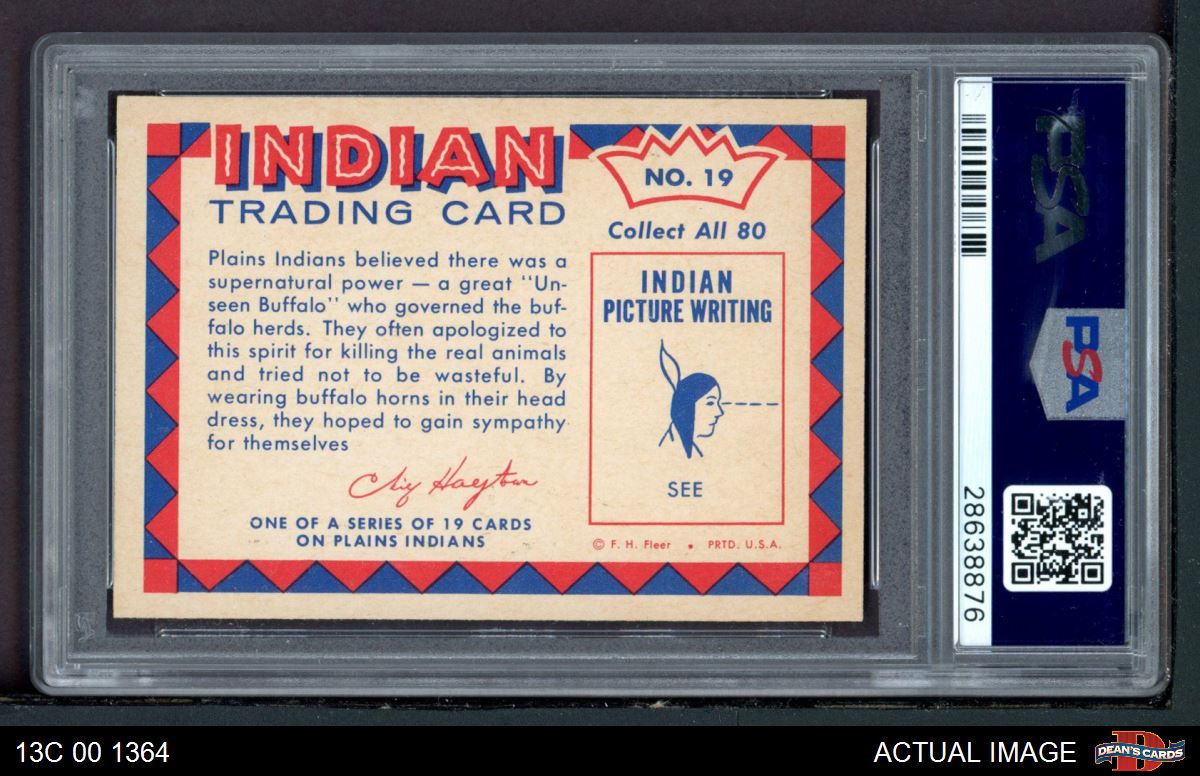 INDIAN
TRADING CARD
NO. 19
Collect All 80
Plains Indians believed there was a
supernatural power — a great "Un-
seen Buffalo" who governed the buf-
falo herds. They often apologized to
this spirit for killing the real animals
and tried not to be wasteful. By
wearing buffalo horns in their head
dress, they hoped to gain sympathy
for themselves
ONE OF A SERIES OF 19 CARDS
ON PLAINS INDIANS
INDIAN
PICTURE WRITING
SEE
© F. H. Fleer • PRTD. U.S.A.
PSA
PSA
28638876
13C 00 1364
ACTUAL IMAGE
DEAN'S CARDS